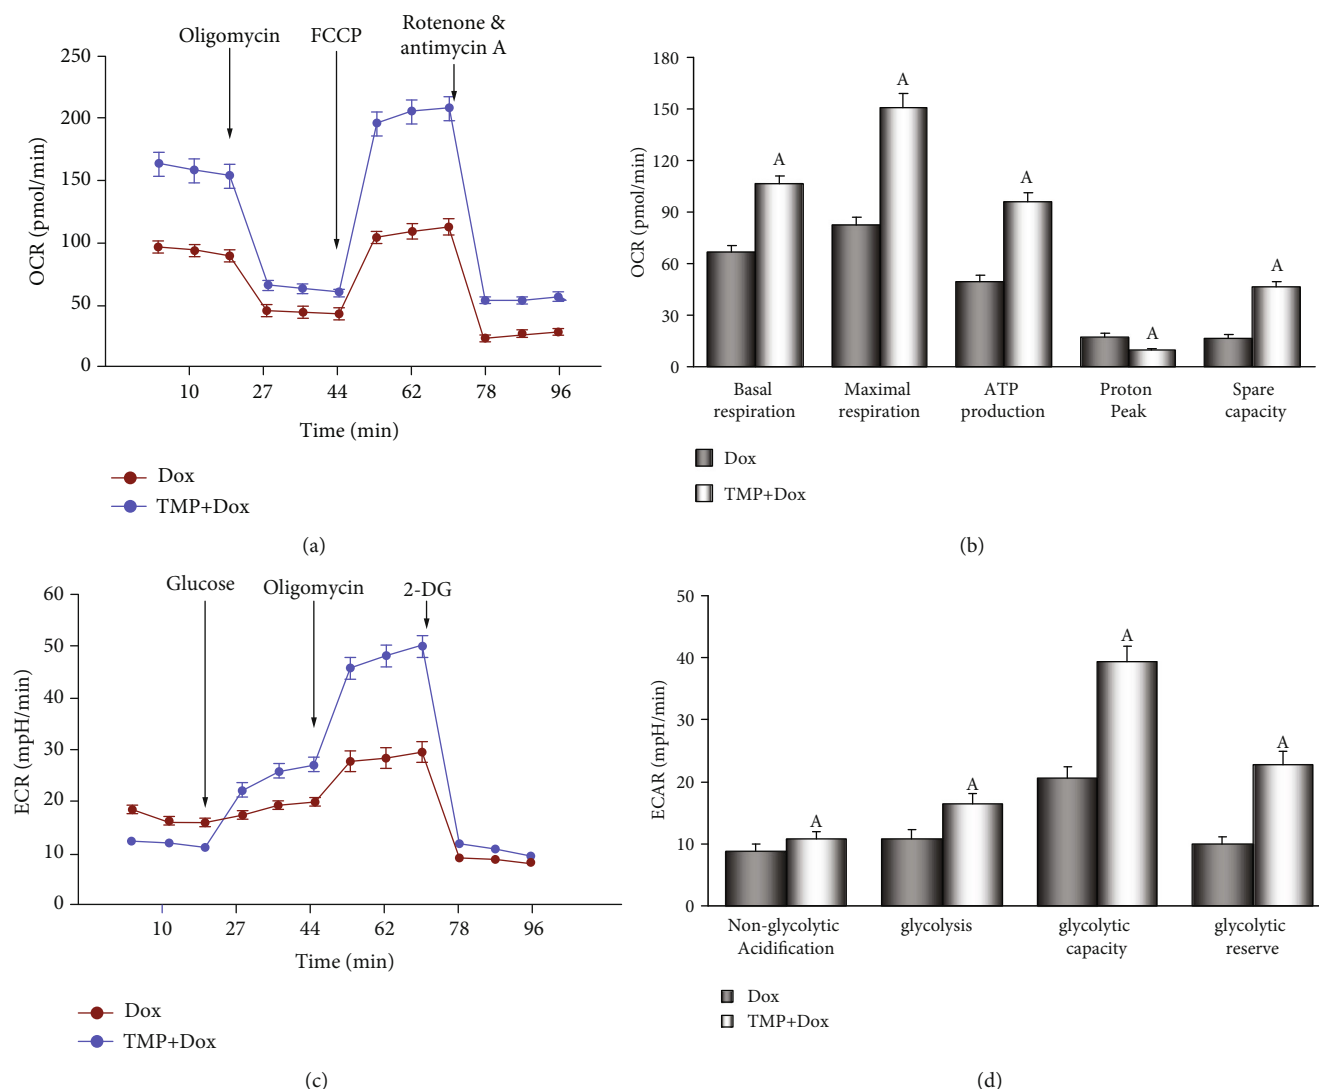 Oligomycin
FCCP
Rotenone &
antimycin A
250
200
150
100
50
0
OCR (pmol/min)
10 27 44 62 78 96
Time (min)
Dox
TMP+Dox
(a)
180
150
120
90
60
30
0
OCR (pmol/min)
A A A A A
Basal
respiration
Maximal
respiration
ATP
production
Proton
Peak
Spare
capacity
Dox
TMP+Dox
(b)
Glucose
Oligomycin
2-DG
60
50
40
30
20
10
0
ECR (mpH/min)
10 27 44 62 78 96
Time (min)
Dox
TMP+Dox
(c)
50
40
30
20
10
0
ECAR (mpH/min)
A A A A
Non-glycolytic
Acidification
glycolysis
glycolytic
capacity
glycolytic
reserve
Dox
TMP+Dox
(d)